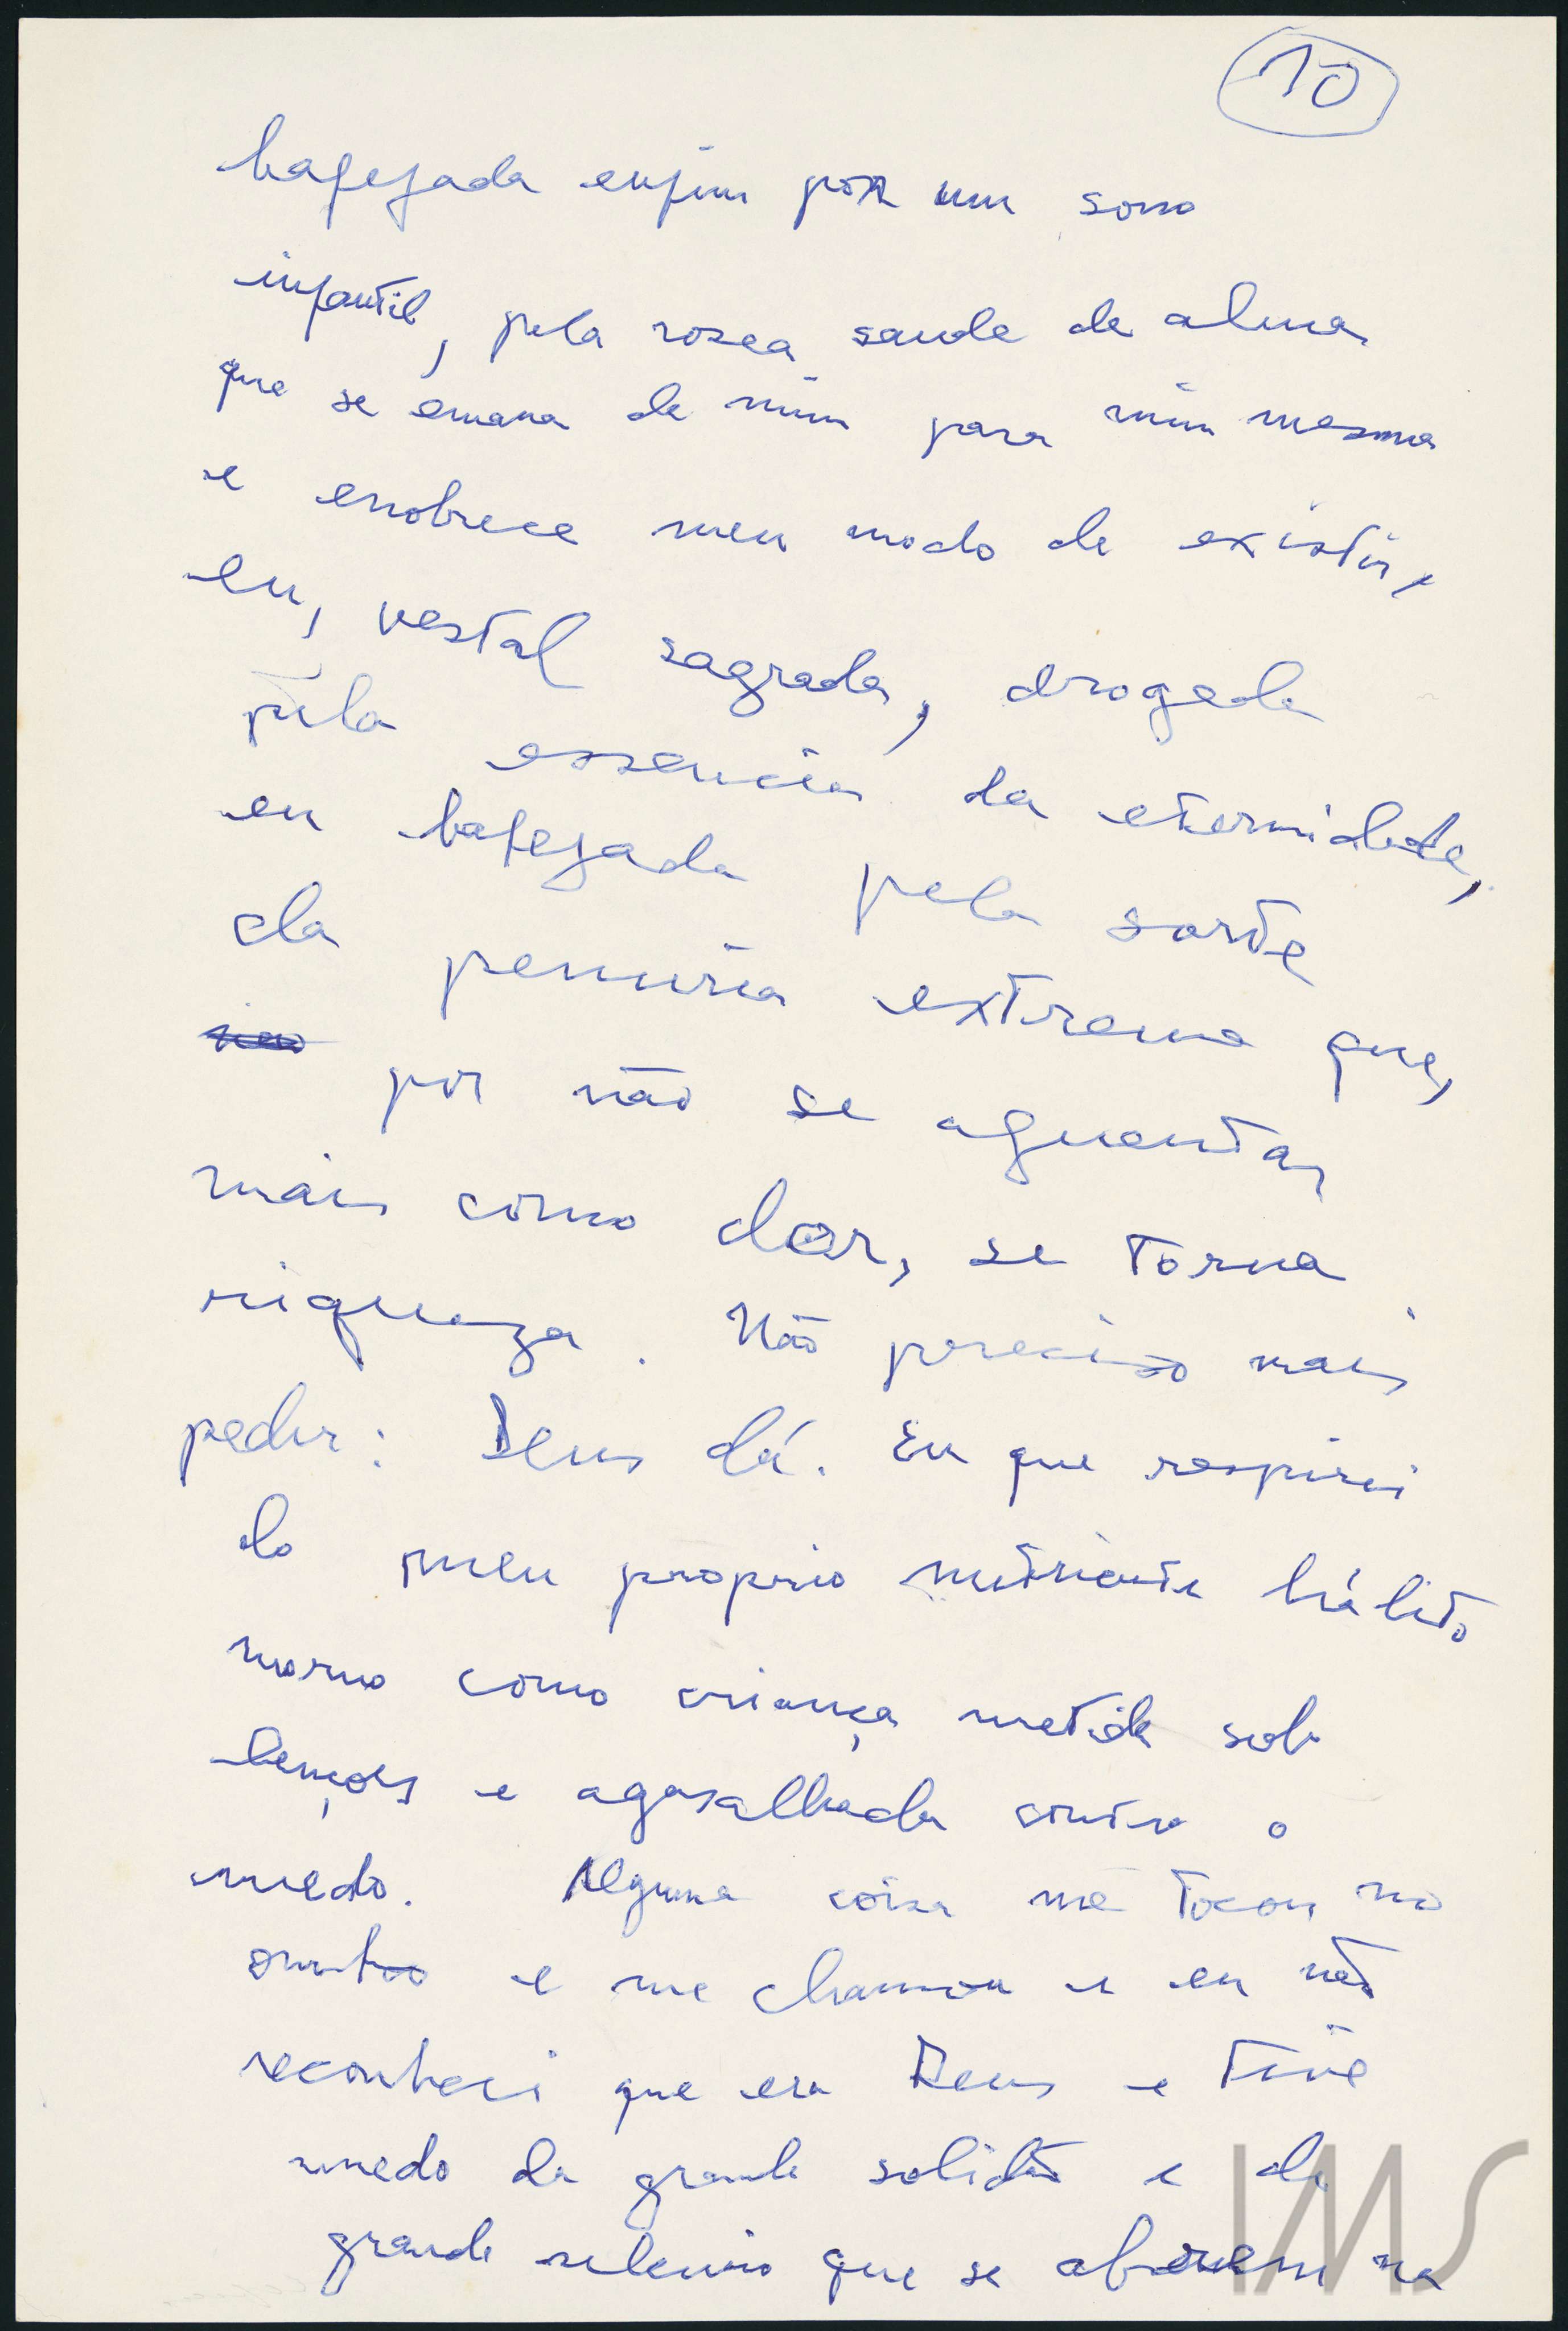 10
bafejada enfim por um sono
infantil, pela rosea saude de alma
que se emana de mim para mim mesma
e enobrece meu modo de existir,
eu, vestal sagrada, drogada
pela essencia da eternidade,
eu bafejada pela sorte
da penuria extrema que,
por não se aguentar
mais como dor, se torna
riqueza. Não preciso mais
pedir: Deus dá. Eu que respirei
do meu proprio nutriente hálito
morno como criança metida sob
lençois e agasalhada contra o
medo. Alguma coisa me tocou no
ombro e me chamou e eu não
reconheci que era Deus e tive
medo da grande solidão e do
grande silencio que se abrem na
IMS